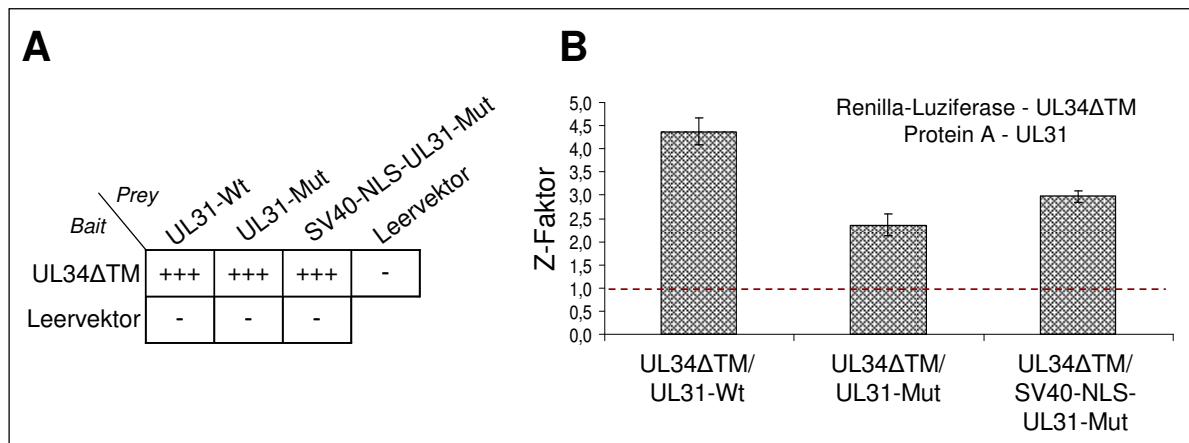 A
Prey
Bait
UL31-Wt
UL31-Mut
SV40-NLS-UL31-Mut
Leervektor
UL34ΔTM +++ +++ +++ -
Leervektor - - -
B
Renilla-Luziferase - UL34ΔTM
Protein A - UL31
Z-Faktor
5,0
4,5
4,0
3,5
3,0
2,5
2,0
1,5
1,0
0,5
0,0
UL34ΔTM/
UL31-Wt
UL34ΔTM/
UL31-Mut
UL34ΔTM/
SV40-NLS-
UL31-Mut